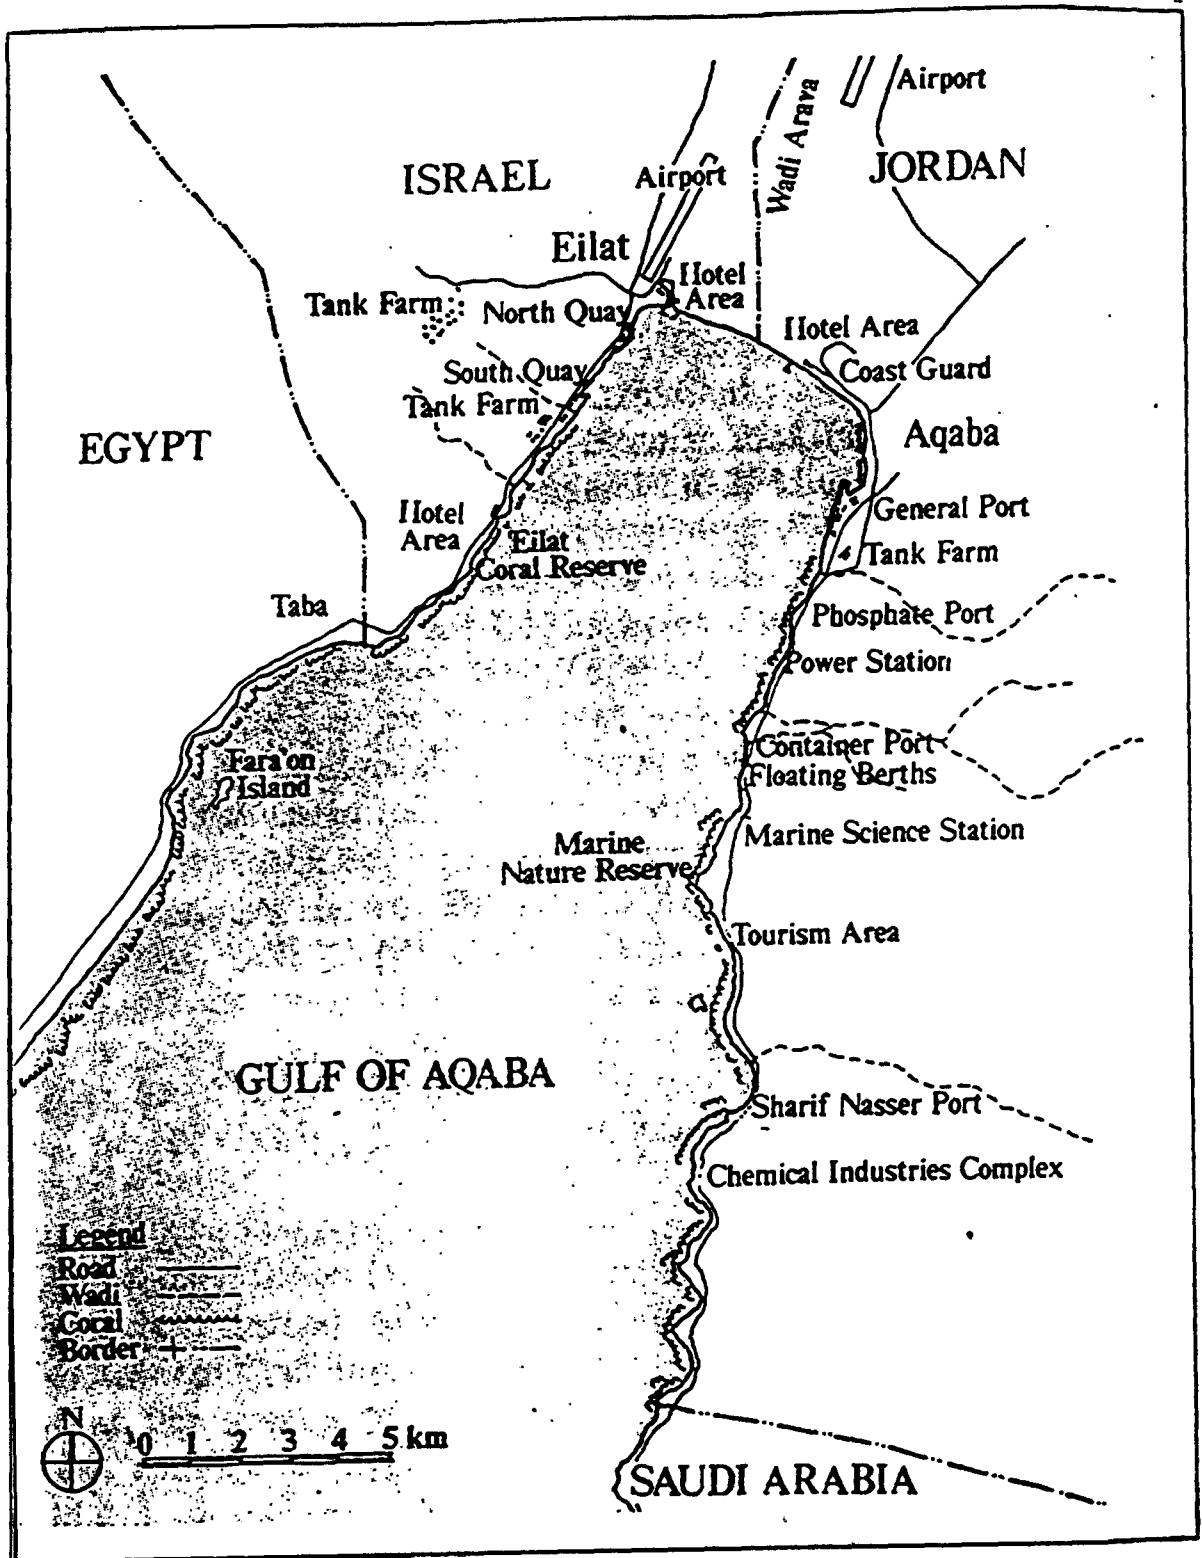 Airport
Wadi Arava
ISRAEL
Airport
JORDAN
Eilat
Hotel
Area
Tank Farm
North Quay
Hotel Area
South Quay
Coast Guard
Tank Farm
EGYPT
Aqaba
Hotel
Area
General Port
Eilat
Coral Reserve
Tank Farm
Taba
Phosphate Port
Power Station
Container Port
Fara'on
Island
Floating Berths
Marine Science Station
Marine
Nature Reserve
Tourism Area
GULF OF AQABA
Sharif Nasser Port
Chemical Industries Complex
Legend
Road
Wadi
Coral
Border
N
0 1 2 3 4 5 km
SAUDI ARABIA